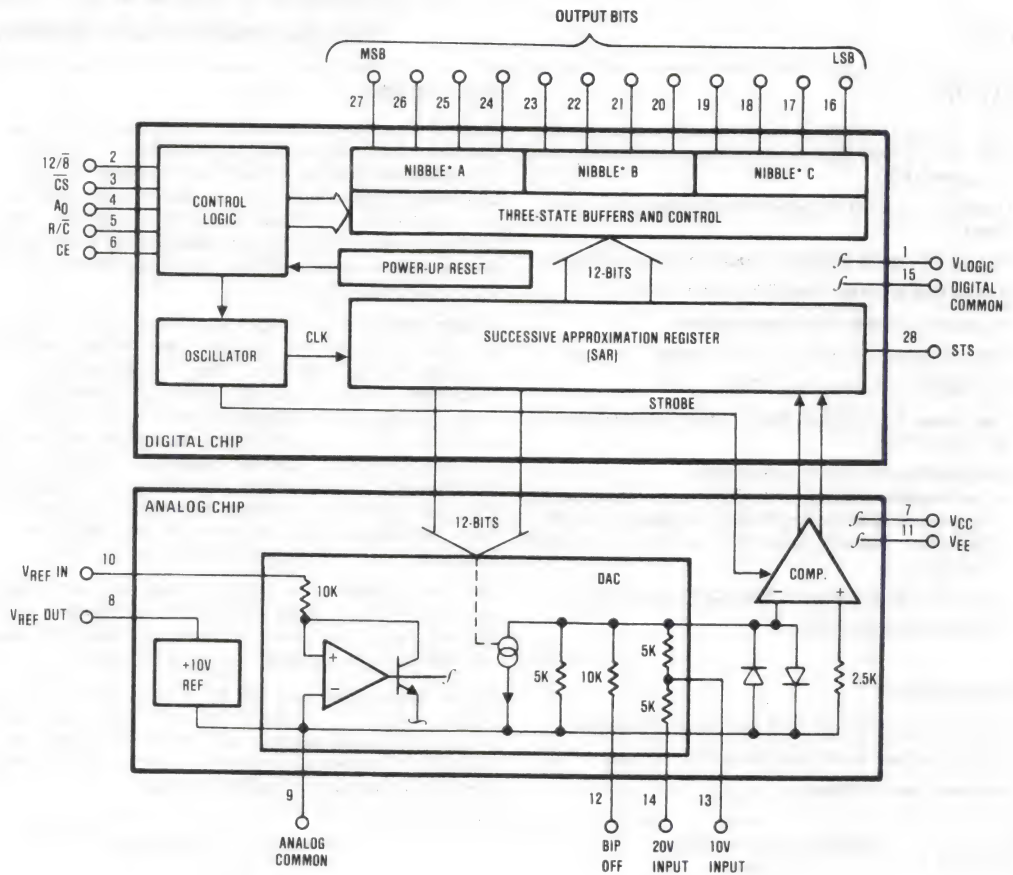 OUTPUT BITS
MSB
LSB
27 26 25 24 23 22 21 20 19 18 17 16
12/8̅ 2
C̅S̅ 3
A₀ 4
R/C̅ 5
CE 6
CONTROL
LOGIC
NIBBLE* A
NIBBLE* B
NIBBLE* C
THREE-STATE BUFFERS AND CONTROL
POWER-UP RESET
12-BITS
1 VLOGIC
15 DIGITAL
COMMON
OSCILLATOR
CLK
SUCCESSIVE APPROXIMATION REGISTER
(SAR)
28 STS
STROBE
DIGITAL CHIP
ANALOG CHIP
12-BITS
7 VCC
11 VEE
COMP.
− +
VREF IN 10
VREF OUT 8
DAC
10K
+10V
REF
+
−
5K
10K
5K
5K
2.5K
9
12
14
13
ANALOG
COMMON
BIP
OFF
20V
INPUT
10V
INPUT